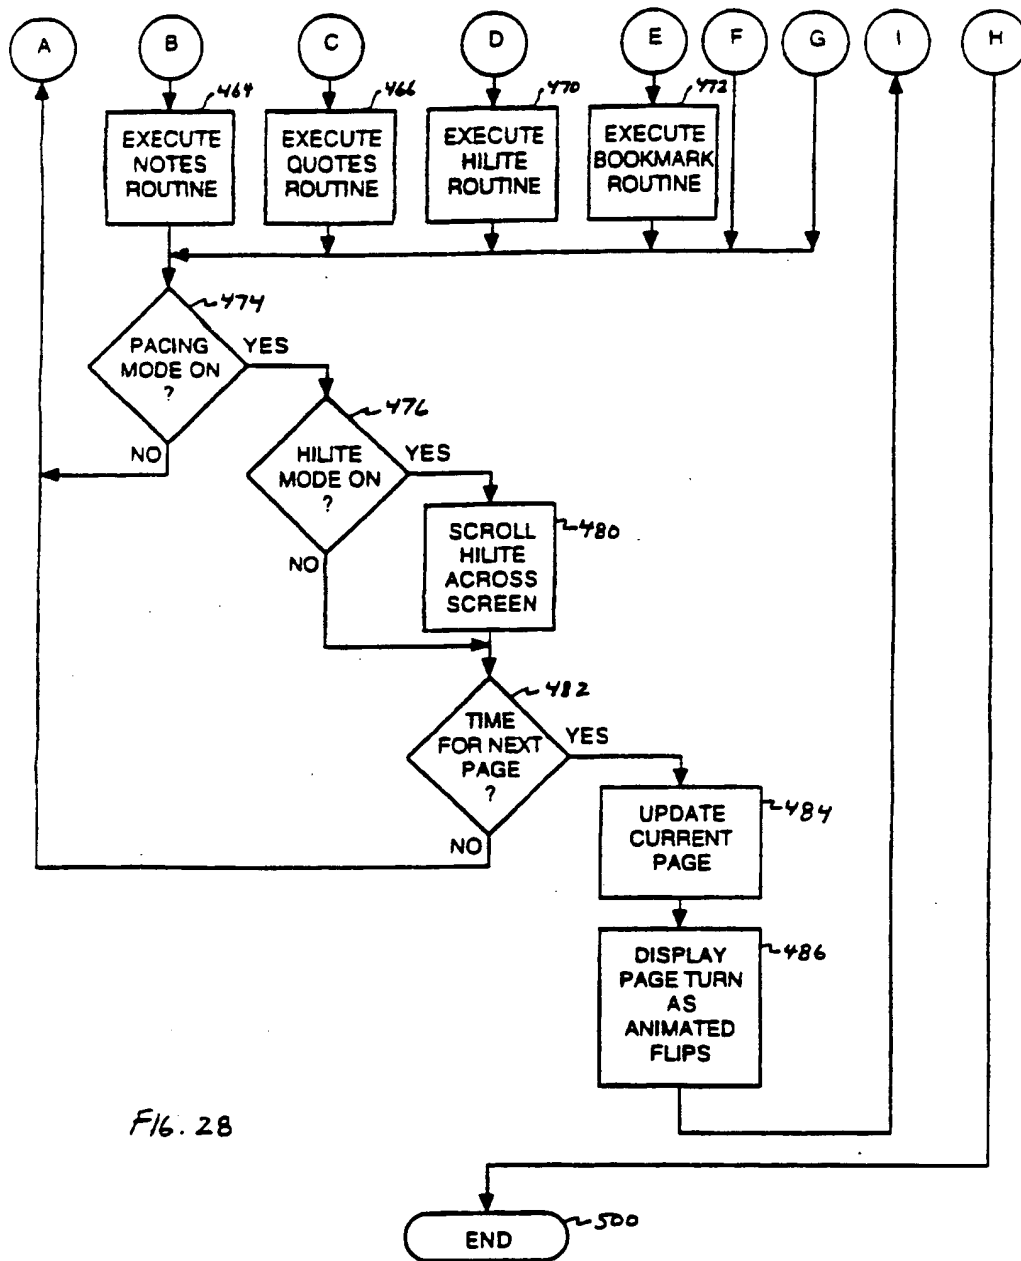 A
B
C
D
E
F
G
I
H
464
466
470
472
EXECUTE
NOTES
ROUTINE
EXECUTE
QUOTES
ROUTINE
EXECUTE
HILITE
ROUTINE
EXECUTE
BOOKMARK
ROUTINE
474
PACING
MODE ON
?
YES
NO
476
HILITE
MODE ON
?
YES
NO
480
SCROLL
HILITE
ACROSS
SCREEN
482
TIME
FOR NEXT
PAGE
?
YES
NO
484
UPDATE
CURRENT
PAGE
486
DISPLAY
PAGE TURN
AS
ANIMATED
FLIPS
FIG. 28
500
END